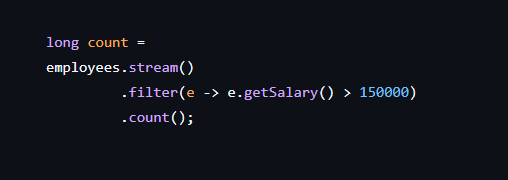 long count =
employees.stream()
.filter(e -> e.getSalary() > 150000)
.count();